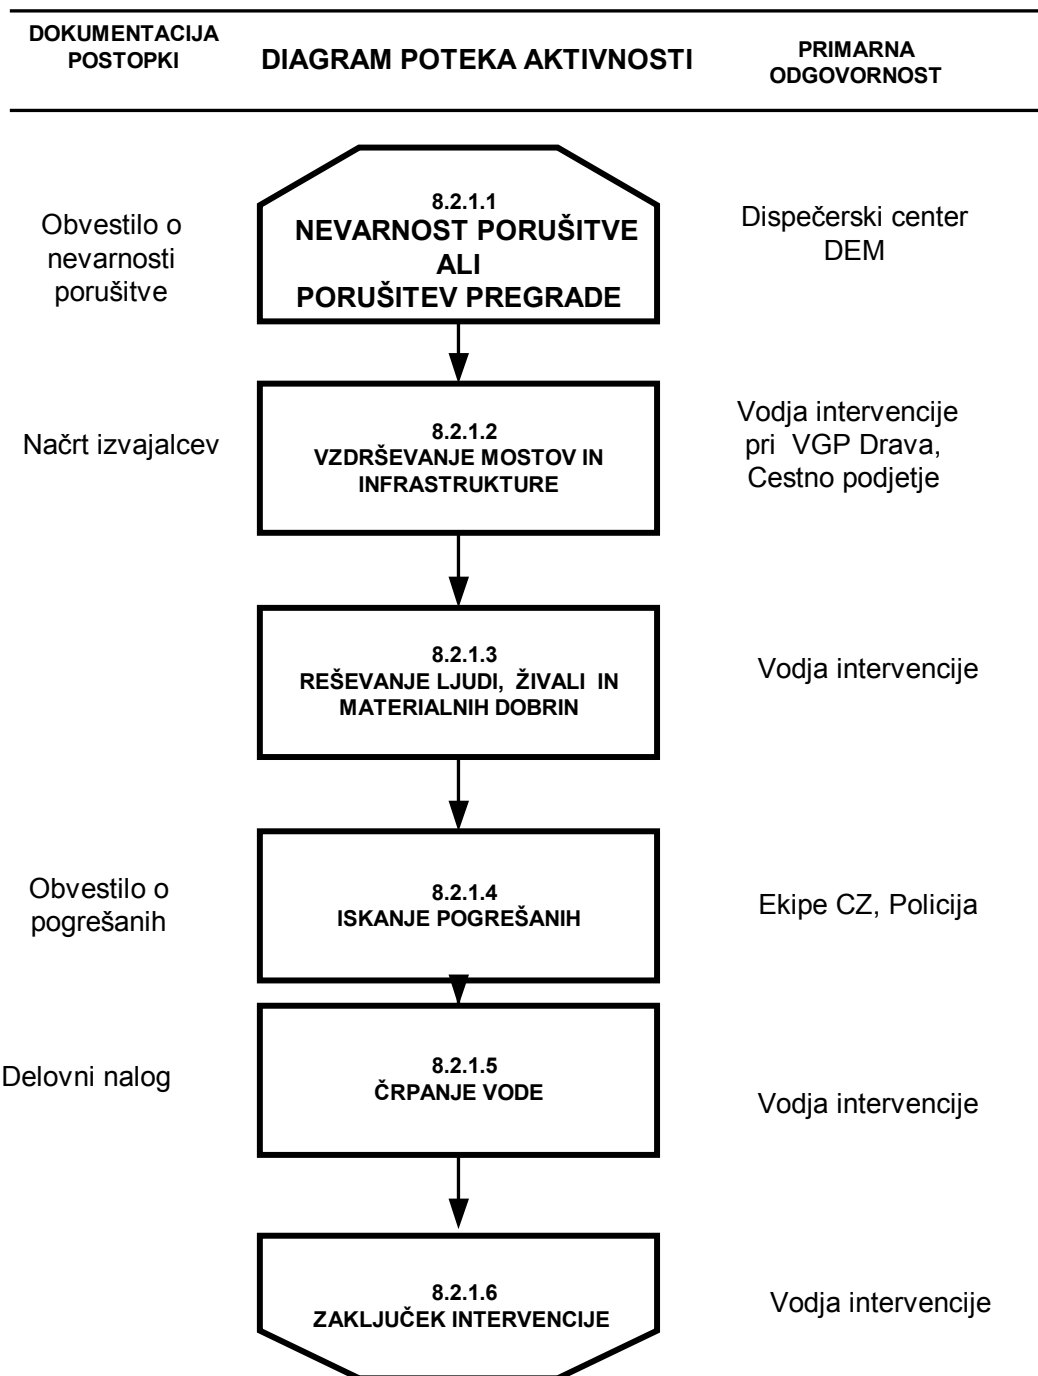 DOKUMENTACIJA
POSTOPKI
DIAGRAM POTEKA AKTIVNOSTI
PRIMARNA
ODGOVORNOST
Obvestilo o
nevarnosti
porušitve
8.2.1.1
NEVARNOST PORUŠITVE
ALI
PORUŠITEV PREGRADE
Dispečerski center
DEM
Načrt izvajalcev
8.2.1.2
VZDRŠEVANJE MOSTOV IN
INFRASTRUKTURE
Vodja intervencije
pri VGP Drava,
Cestno podjetje
8.2.1.3
REŠEVANJE LJUDI, ŽIVALI IN
MATERIALNIH DOBRIN
Vodja intervencije
Obvestilo o
pogrešanih
8.2.1.4
ISKANJE POGREŠANIH
Ekipe CZ, Policija
Delovni nalog
8.2.1.5
ČRPANJE VODE
Vodja intervencije
8.2.1.6
ZAKLJUČEK INTERVENCIJE
Vodja intervencije